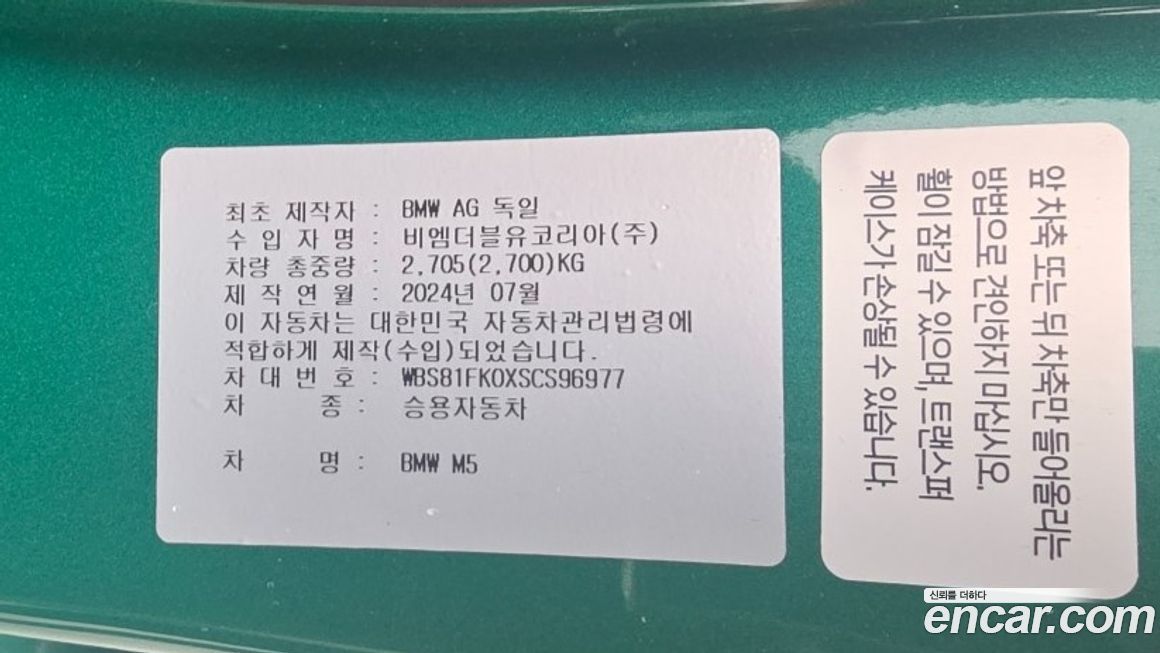 최초 제작자 : BMW AG 독일
수 입 자 명 : 비엠더블유코리아(주)
차량 총중량 : 2,705(2,700)KG
제 작 연 월 : 2024년 07월
이 자동차는 대한민국 자동차관리법령에
적합하게 제작(수입)되었습니다.
차 대 번 호 : WBS81FK0XSCS96977
차 종 : 승용자동차
차 명 : BMW M5
앞 차축 또는 뒤 차축만 들어올리는
방법으로 견인하지 마십시오.
휠이 잠길 수 있으며, 트랜스퍼
케이스가 손상될 수 있습니다.
신뢰를 더하다
encar.com